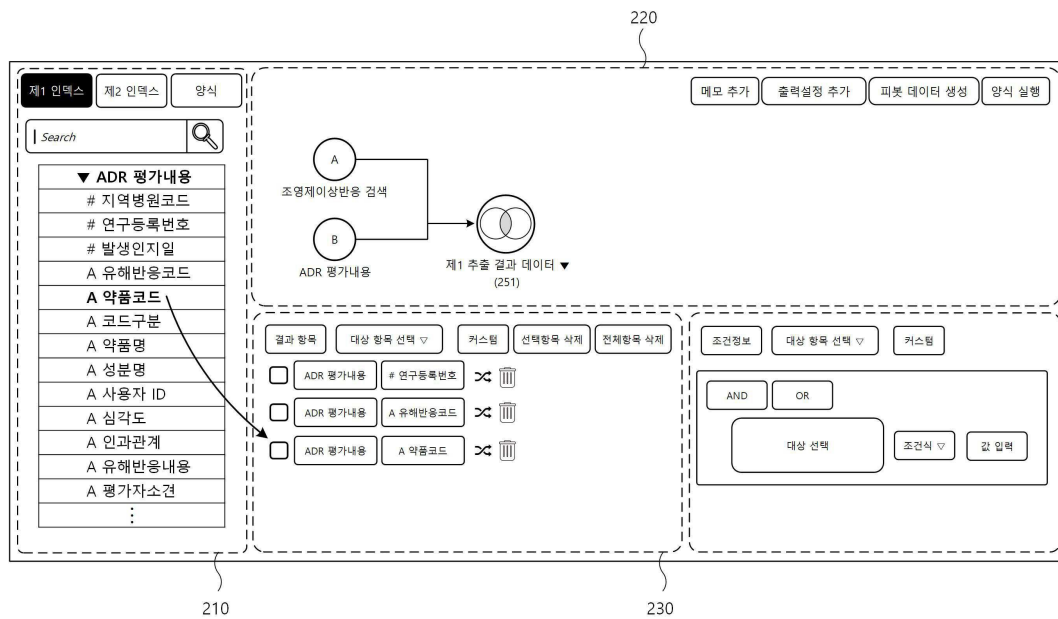 220
제1 인덱스 제2 인덱스 양식
메모 추가 출력설정 추가 피봇 데이터 생성 양식 실행
Search
▼ ADR 평가내용
# 지역병원코드
# 연구등록번호
# 발생인지일
A 유해반응코드
A 약품코드
A 코드구분
A 약품명
A 성분명
A 사용자 ID
A 심각도
A 인과관계
A 유해반응내용
A 평가자소견
⋮
A
조영제이상반응 검색
B
ADR 평가내용
제1 추출 결과 데이터 ▼
(251)
결과 항목 대상 항목 선택 ▽ 커스텀 선택항목 삭제 전체항목 삭제
ADR 평가내용 # 연구등록번호
ADR 평가내용 A 유해반응코드
ADR 평가내용 A 약품코드
조건정보 대상 항목 선택 ▽ 커스텀
AND OR
대상 선택 조건식 ▽ 값 입력
210 230